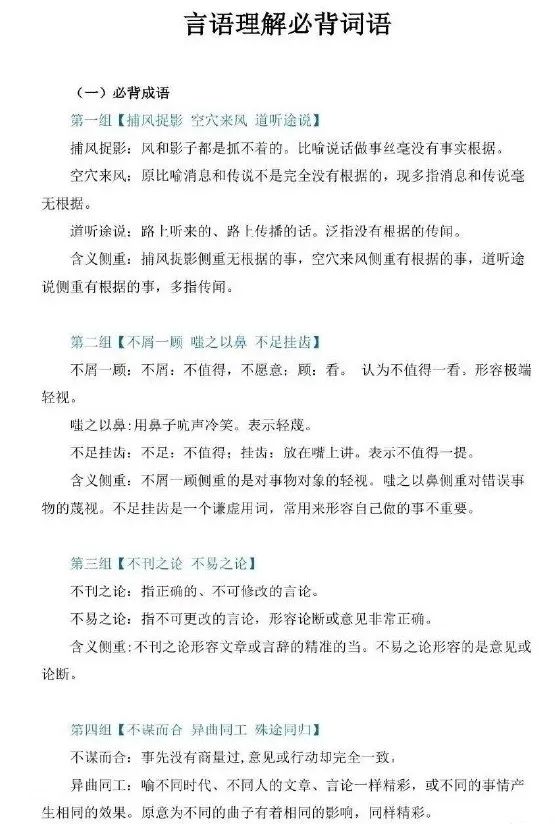 言语理解必背词语
（一）必背成语
第一组【捕风捉影 空穴来风 道听途说】
捕风捉影：风和影子都是抓不着的。比喻说话做事丝毫没有事实根据。
空穴来风：原比喻消息和传说不是完全没有根据的，现多指消息和传说毫
无根据。
道听途说：路上听来的、路上传播的话。泛指没有根据的传闻。
含义侧重：捕风捉影侧重无根据的事，空穴来风侧重有根据的事，道听途
说侧重有根据的事，多指传闻。
第二组【不屑一顾 嗤之以鼻 不足挂齿】
不屑一顾：不屑：不值得，不愿意；顾：看。 认为不值得一看。形容极端
轻视。
嗤之以鼻:用鼻子吭声冷笑。表示轻蔑。
不足挂齿：不足：不值得；挂齿：放在嘴上讲。表示不值得一提。
含义侧重：不屑一顾侧重的是对事物对象的轻视。嗤之以鼻侧重对错误事
物的蔑视。不足挂齿是一个谦虚用词，常用来形容自己做的事不重要。
第三组【不刊之论 不易之论】
不刊之论：指正确的、不可修改的言论。
不易之论：指不可更改的言论，形容论断或意见非常正确。
含义侧重:不刊之论形容文章或言辞的精准的当。不易之论形容的是意见或
论断。
第四组【不谋而合 异曲同工 殊途同归】
不谋而合：事先没有商量过,意见或行动却完全一致。
异曲同工：喻不同时代、不同人的文章、言论一样精彩，或不同的事情产
生相同的效果。原意为不同的曲子有着相同的影响，同样精彩。